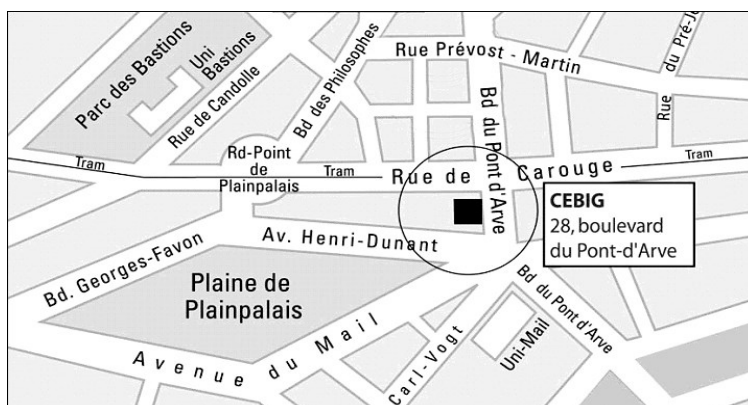 Parc des Bastions
Uni
Bastions
Rue de Candolle
Bd des Philosophes
Rue Prévost - Martin
Bd du Pont d'Arve
Rue
du Pré-Je
Tram
Rd-Point
de
Plainpalais
Tram
Rue de Carouge
Tram
CEBIG
28, boulevard
du Pont-d'Arve
Av. Henri-Dunant
Bd. Georges-Favon
Plaine de
Plainpalais
Avenue du Mail
Carl-Vogt
Uni-Mail
Bd du Pont d'Arve